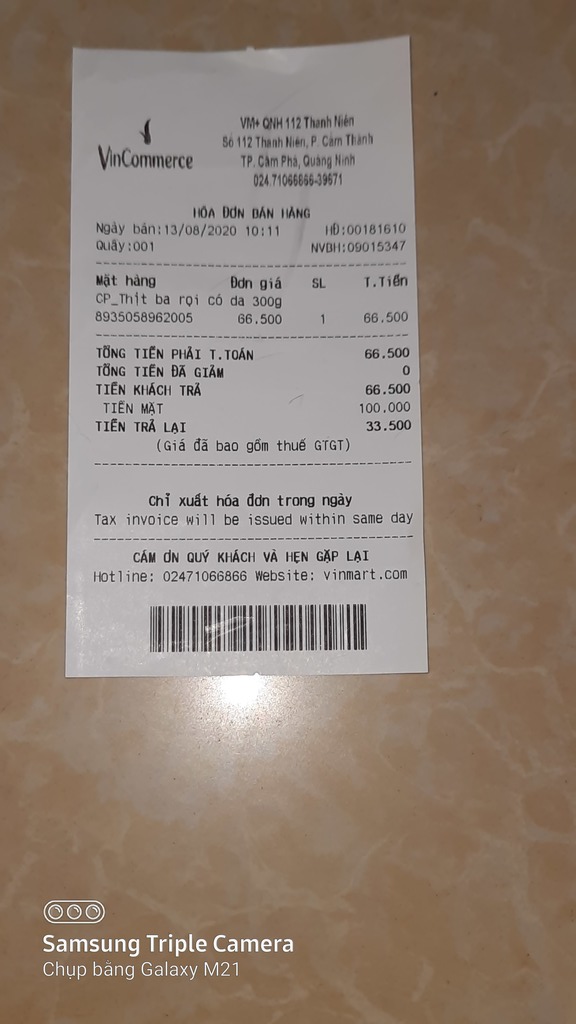 VinCommerce
VM+ QNH 112 Thanh Niên
Số 112 Thanh Niên, P. Cẩm Thành
TP. Cẩm Phả, Quảng Ninh
024.71066866-39671
HÓA ĐƠN BÁN HÀNG
Ngày bán:13/08/2020 10:11 HĐ:00181610
Quầy:001 NVBH:09015347
Mặt hàng Đơn giá SL T.Tiền
CP_Thịt ba rọi có da 300g
8935058962005 66.500 1 66.500
TỔNG TIỀN PHẢI T.TOÁN 66.500
TỔNG TIỀN ĐÃ GIẢM 0
TIỀN KHÁCH TRẢ 66.500
TIỀN MẶT 100.000
TIỀN TRẢ LẠI 33.500
(Giá đã bao gồm thuế GTGT)
Chỉ xuất hóa đơn trong ngày
Tax invoice will be issued within same day
CẢM ƠN QUÝ KHÁCH VÀ HẸN GẶP LẠI
Hotline: 02471066866 Website: vinmart.com
Samsung Triple Camera
Chụp bằng Galaxy M21